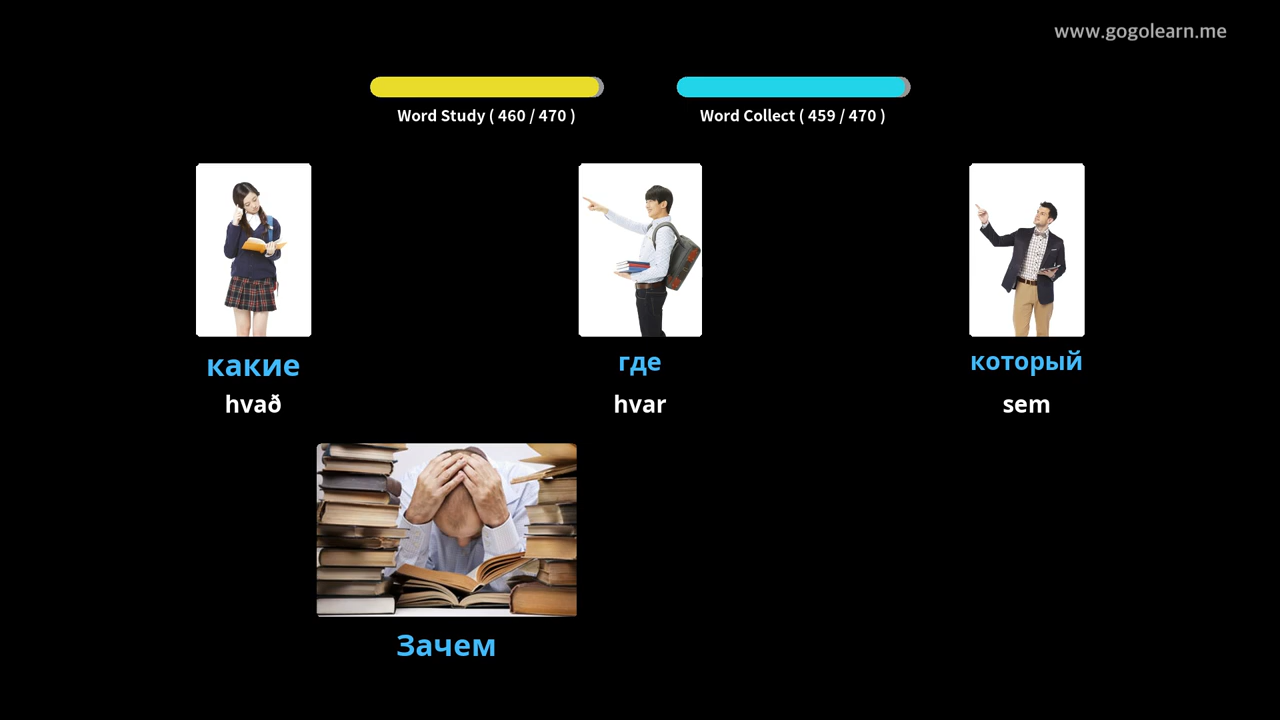 www.gogolearn.me
Word Study ( 460 / 470 )
Word Collect ( 459 / 470 )
какие
где
который
hvað
hvar
sem
Зачем